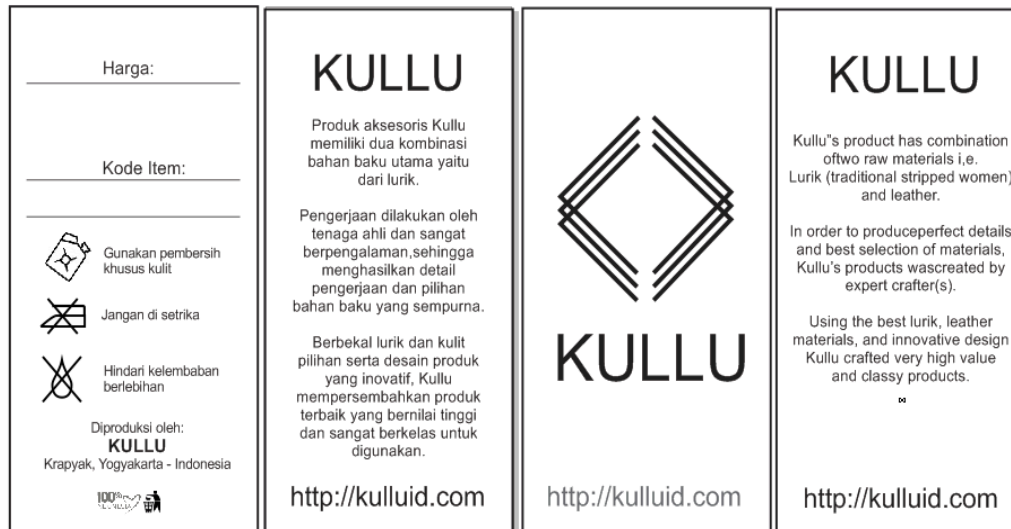 Harga:
Kode Item:
Gunakan pembersih
khusus kulit
Jangan di setrika
Hindari kelembaban
berlebihan
Diproduksi oleh:
KULLU
Krapyak, Yogyakarta - Indonesia
100%
KULLU
Produk aksesoris Kullu
memiliki dua kombinasi
bahan baku utama yaitu
dari lurik.
Pengerjaan dilakukan oleh
tenaga ahli dan sangat
berpengalaman,sehingga
menghasilkan detail
pengerjaan dan pilihan
bahan baku yang sempurna.
Berbekal lurik dan kulit
pilihan serta desain produk
yang inovatif, Kullu
mempersembahkan produk
terbaik yang bernilai tinggi
dan sangat berkelas untuk
digunakan.
http://kulluid.com
KULLU
http://kulluid.com
KULLU
Kullu"s product has combination
oftwo raw materials i,e.
Lurik (traditional stripped women)
and leather.
In order to produceperfect details
and best selection of materials,
Kullu's products wascreated by
expert crafter(s).
Using the best lurik, leather
materials, and innovative design
Kullu crafted very high value
and classy products.
http://kulluid.com